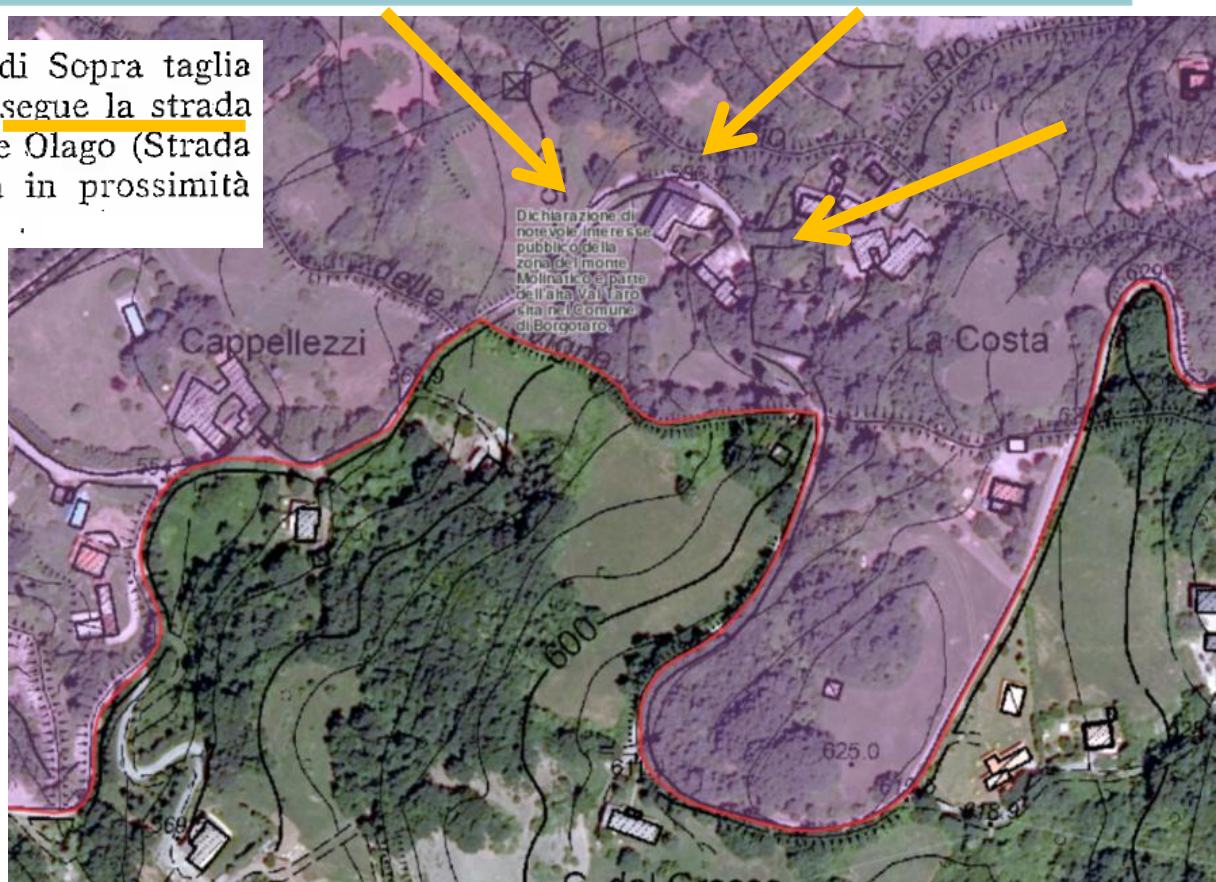 di Sopra taglia
segue la strada
e Olago (Strada
in prossimità
Rio
596.9
Dichiarazione di
notevole interesse
pubblico della
zona del monte
Molinatico e parte
dell'alta Val Taro
sita nel Comune
di Borgotaro.
delle
Cappellezzi
La Costa
600
625.0